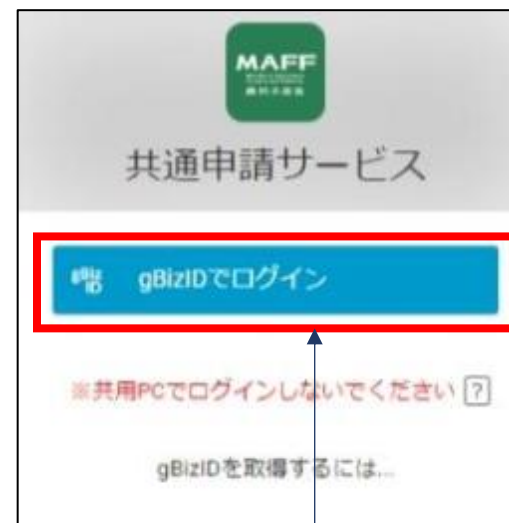 MAFF
共通申請サービス
gBiz
ID
gBizIDでログイン
※共用PCでログインしないでください ?
gBizIDを取得するには...